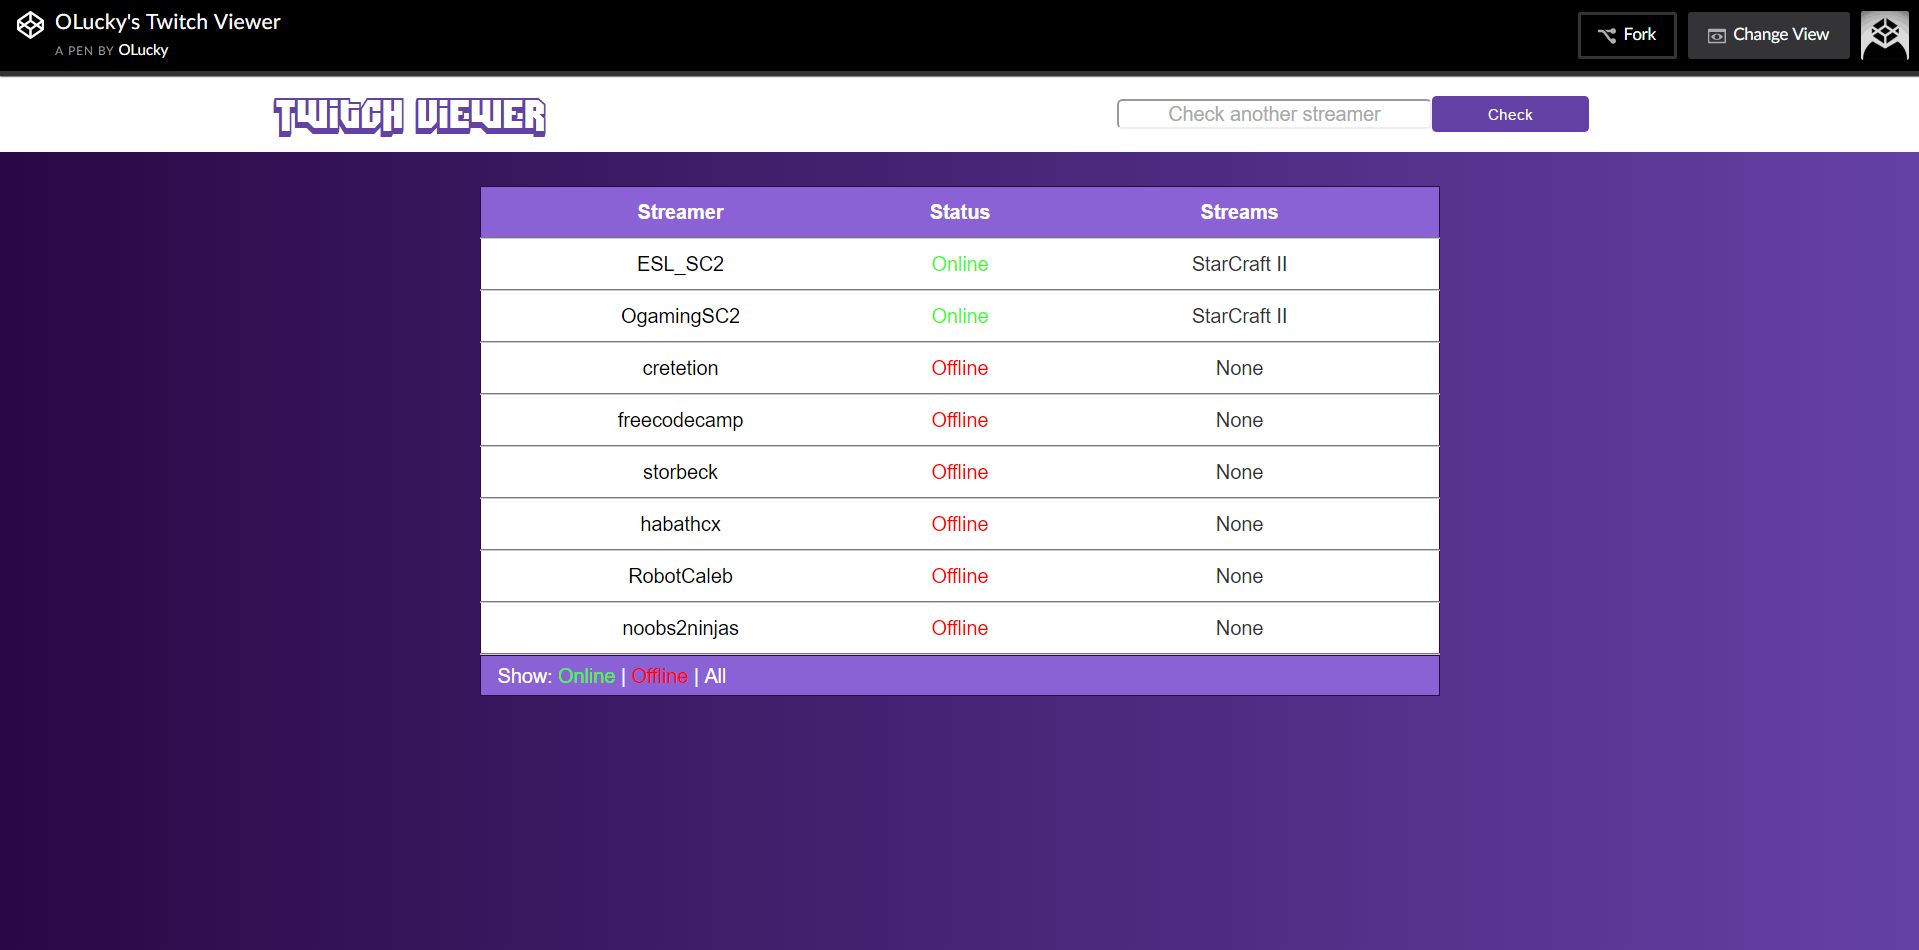 OLucky's Twitch Viewer
A PEN BY OLucky
Fork
Change View
TWITCH VIEWER
Check another streamer
Check
Streamer Status Streams
ESL_SC2 Online StarCraft II
OgamingSC2 Online StarCraft II
cretetion Offline None
freecodecamp Offline None
storbeck Offline None
habathcx Offline None
RobotCaleb Offline None
noobs2ninjas Offline None
Show: Online | Offline | All